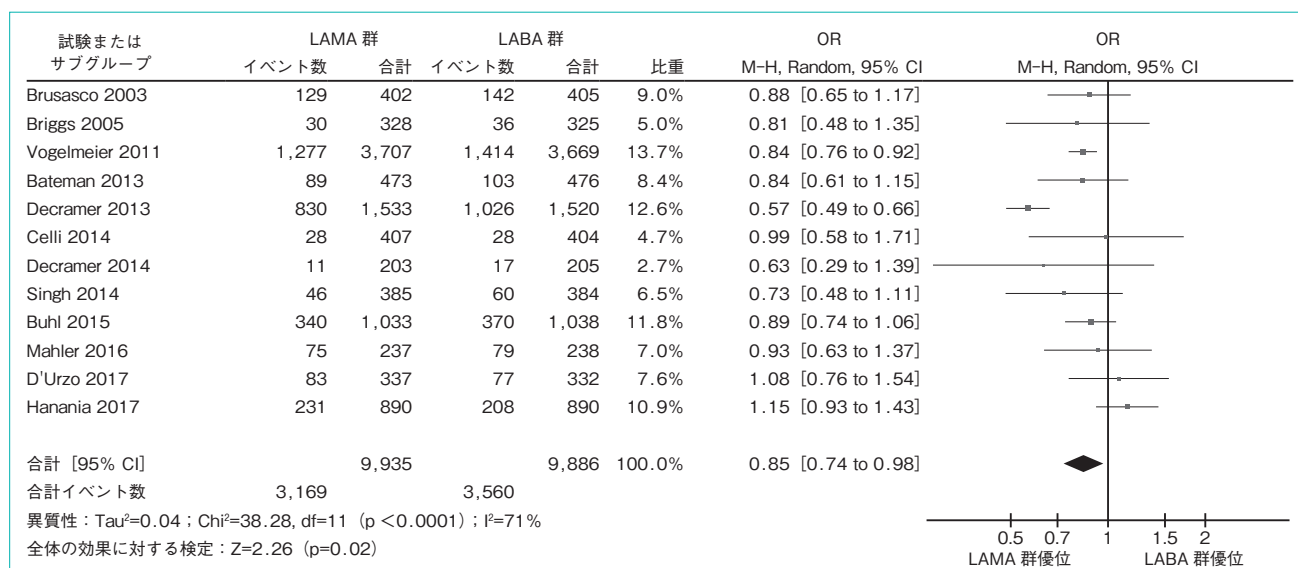 試験または LAMA 群 LABA 群 OR OR
サブグループ イベント数 合計 イベント数 合計 比重 M-H, Random, 95% CI M-H, Random, 95% CI
Brusasco 2003 129 402 142 405 9.0% 0.88 [0.65 to 1.17]
Briggs 2005 30 328 36 325 5.0% 0.81 [0.48 to 1.35]
Vogelmeier 2011 1,277 3,707 1,414 3,669 13.7% 0.84 [0.76 to 0.92]
Bateman 2013 89 473 103 476 8.4% 0.84 [0.61 to 1.15]
Decramer 2013 830 1,533 1,026 1,520 12.6% 0.57 [0.49 to 0.66]
Celli 2014 28 407 28 404 4.7% 0.99 [0.58 to 1.71]
Decramer 2014 11 203 17 205 2.7% 0.63 [0.29 to 1.39]
Singh 2014 46 385 60 384 6.5% 0.73 [0.48 to 1.11]
Buhl 2015 340 1,033 370 1,038 11.8% 0.89 [0.74 to 1.06]
Mahler 2016 75 237 79 238 7.0% 0.93 [0.63 to 1.37]
D'Urzo 2017 83 337 77 332 7.6% 1.08 [0.76 to 1.54]
Hanania 2017 231 890 208 890 10.9% 1.15 [0.93 to 1.43]
合計 [95% CI] 9,935 9,886 100.0% 0.85 [0.74 to 0.98]
合計イベント数 3,169 3,560
異質性：Tau²=0.04；Chi²=38.28, df=11（p＜0.0001）；I²=71%
全体の効果に対する検定：Z=2.26（p=0.02）
0.5 0.7 1 1.5 2
LAMA 群優位 LABA 群優位